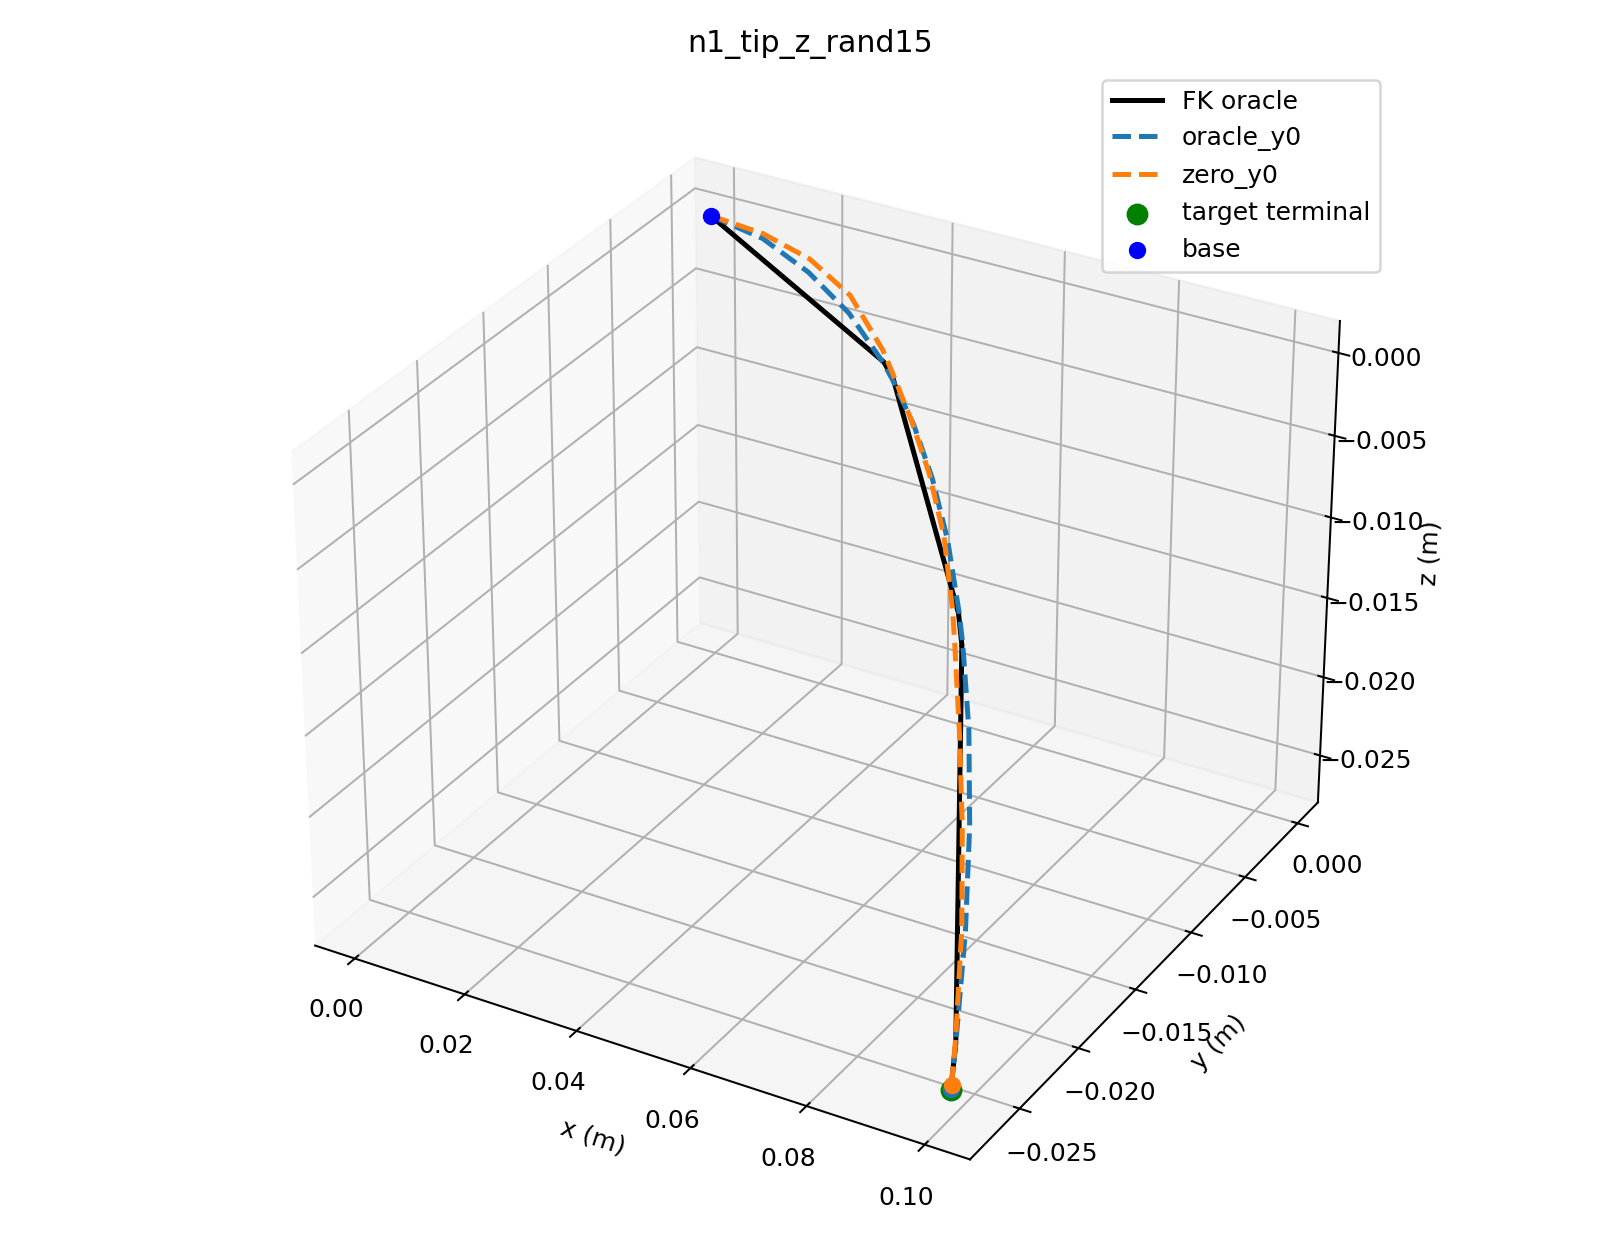 n1_tip_z_rand15
FK oracle
oracle_y0
zero_y0
target terminal
base
0.000
−0.005
−0.010
−0.015
−0.020
−0.025
z (m)
0.000
−0.005
−0.010
−0.015
−0.020
−0.025
y (m)
0.00
0.02
0.04
0.06
0.08
0.10
x (m)